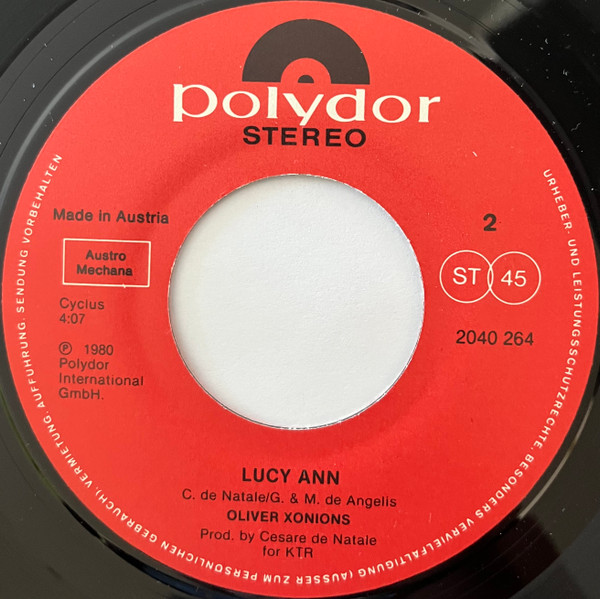 polydor
STEREO
Made in Austria
2
Austro
Mechana
ST 45
Cyclus
4:07
2040 264
℗ 1980
Polydor
International
GmbH.
LUCY ANN
C. de Natale/G. & M. de Angelis
OLIVER XONIONS
Prod. by Cesare de Natale
for KTR
URHEBER- UND LEISTUNGSSCHUTZRECHTE, BESONDERS VERVIELFÄLTIGUNG (AUSSER ZUM PERSÖNLICHEN GEBRAUCH), VERMIETUNG, AUFFÜHRUNG, SENDUNG VORBEHALTEN